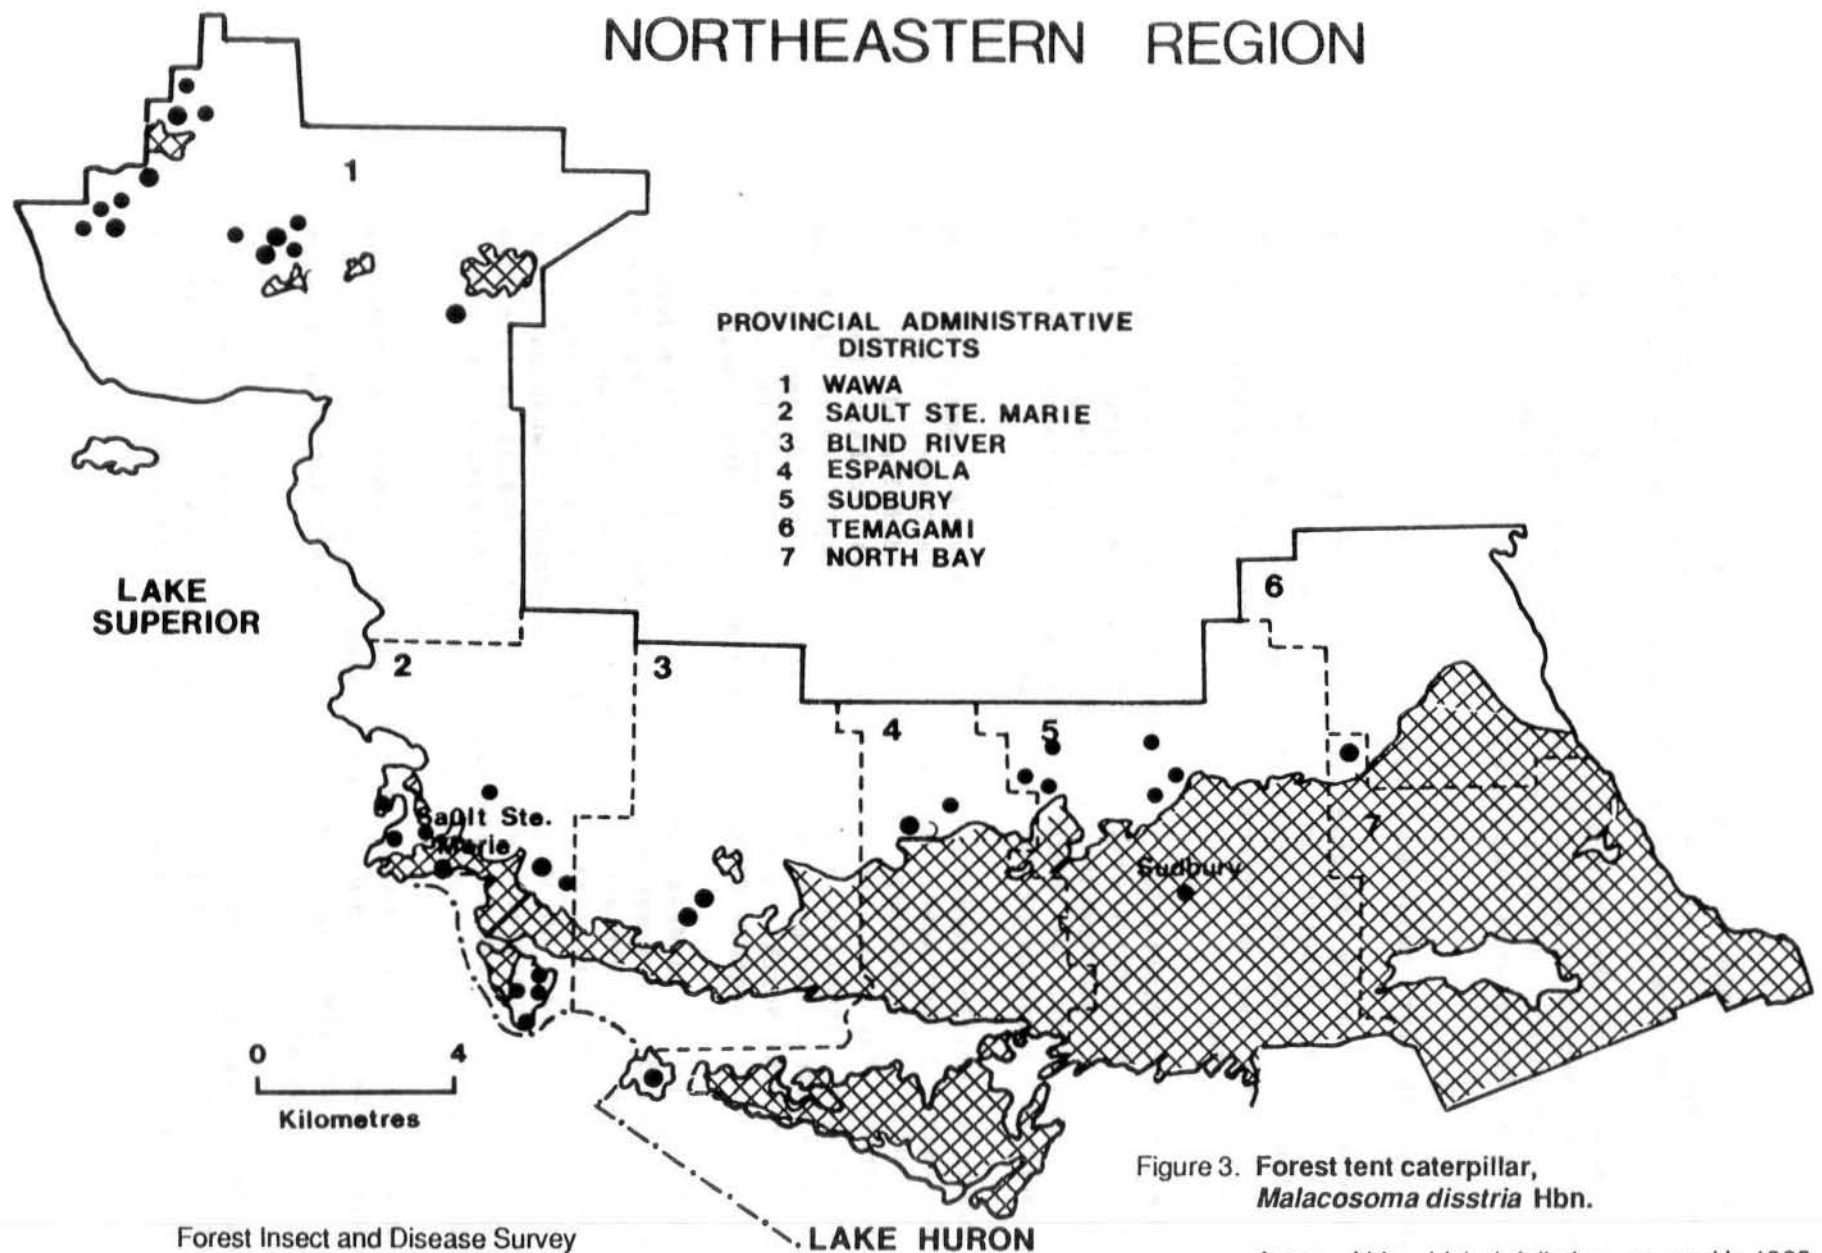 NORTHEASTERN REGION
1
PROVINCIAL ADMINISTRATIVE
DISTRICTS
1 WAWA
2 SAULT STE. MARIE
3 BLIND RIVER
4 ESPANOLA
5 SUDBURY
6 TEMAGAMI
7 NORTH BAY
6
LAKE
SUPERIOR
2
3
4
5
Sault Ste.
Marie
7
Sudbury
0 4
Kilometres
Figure 3. Forest tent caterpillar,
Malacosoma disstria Hbn.
Forest Insect and Disease Survey
LAKE HURON